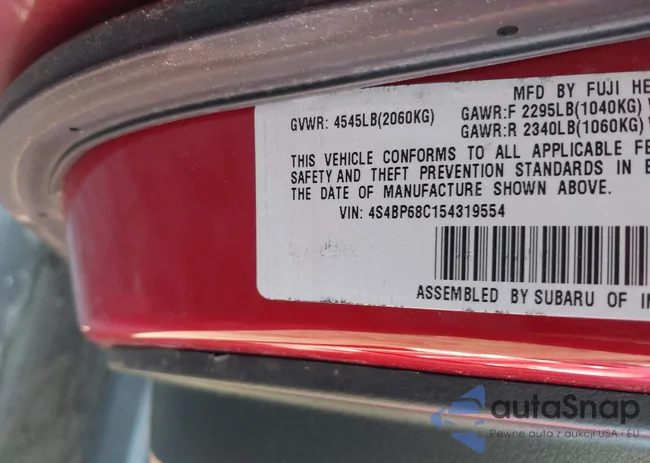 MFD BY FUJI HE
GVWR: 4545LB(2060KG)
GAWR:F 2295LB(1040KG)
GAWR:R 2340LB(1060KG)
THIS VEHICLE CONFORMS TO ALL APPLICABLE FE
SAFETY AND THEFT PREVENTION STANDARDS IN E
THE DATE OF MANUFACTURE SHOWN ABOVE.
VIN: 4S4BP68C154319554
ASSEMBLED BY SUBARU OF IN
autaSnap
Pewne auta z aukcji USA i EU